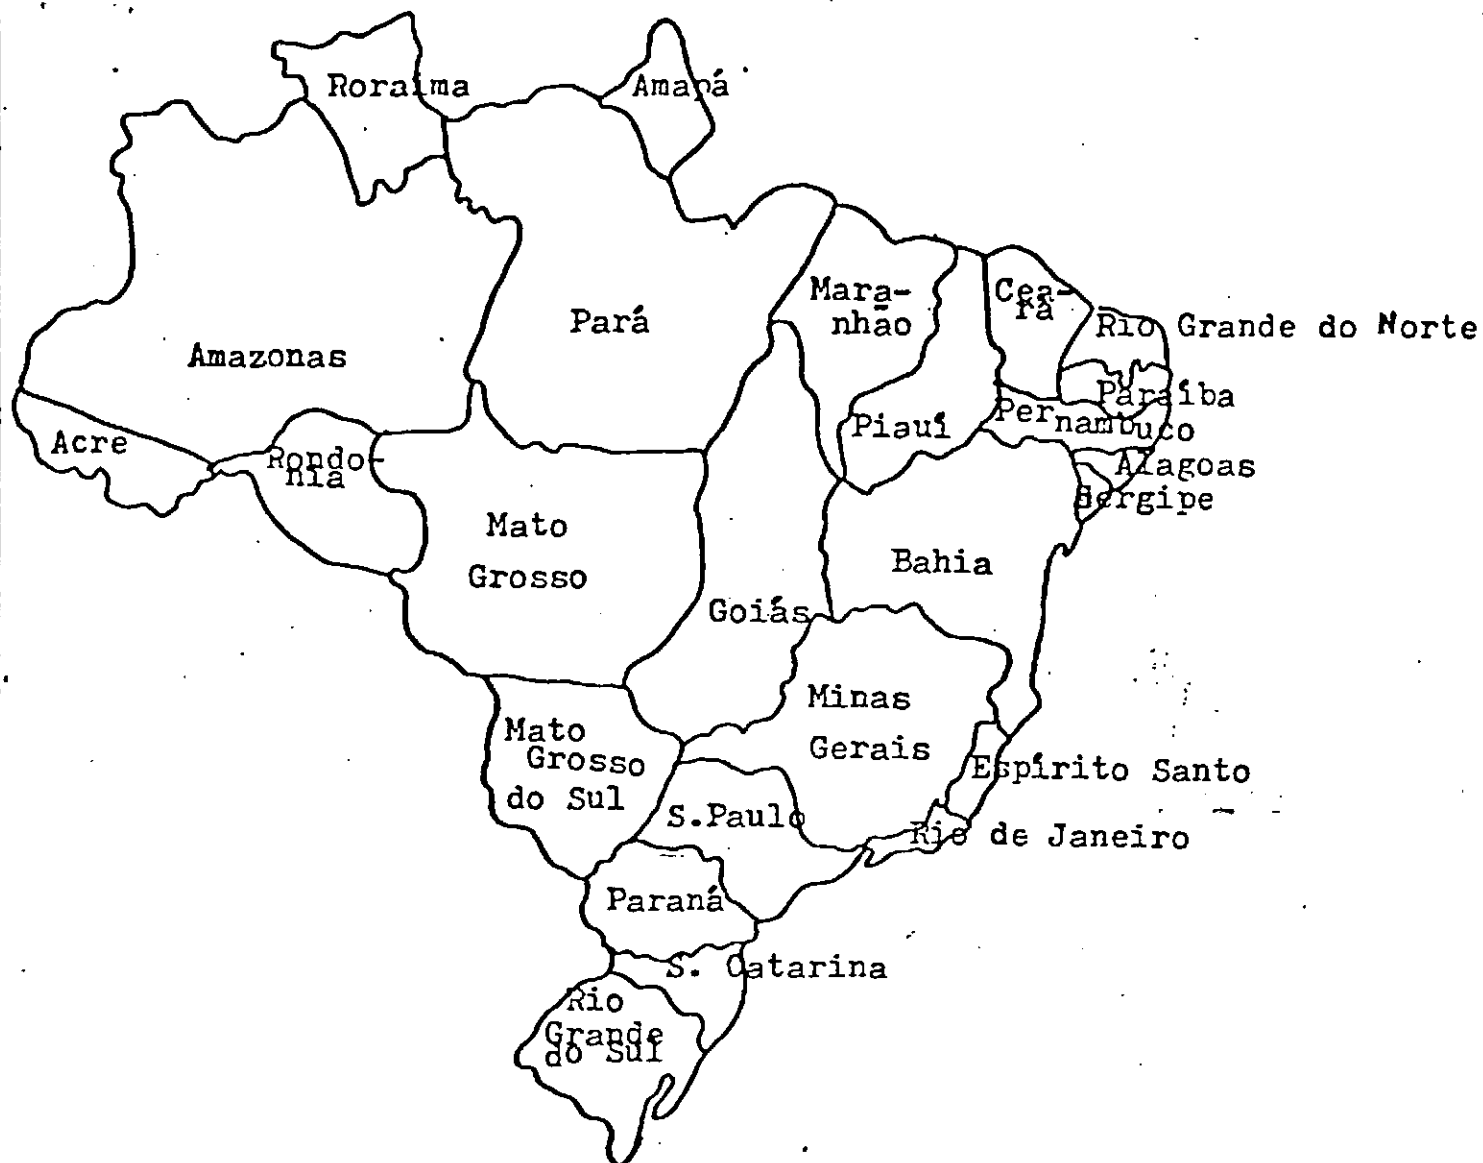 Roraima
Amapá
Mara-
nhão
Cea-
rá
Rio Grande do Norte
Pará
Amazonas
Paraíba
Piauí
Pernambuco
Acre
Rondo-
nia
Alagoas
Sergipe
Mato
Grosso
Bahia
Goiás
Minas
Gerais
Mato
Grosso
do Sul
Espírito Santo
S.Paulo
Rio de Janeiro
Paraná
S. Catarina
Rio
Grande
do Sul